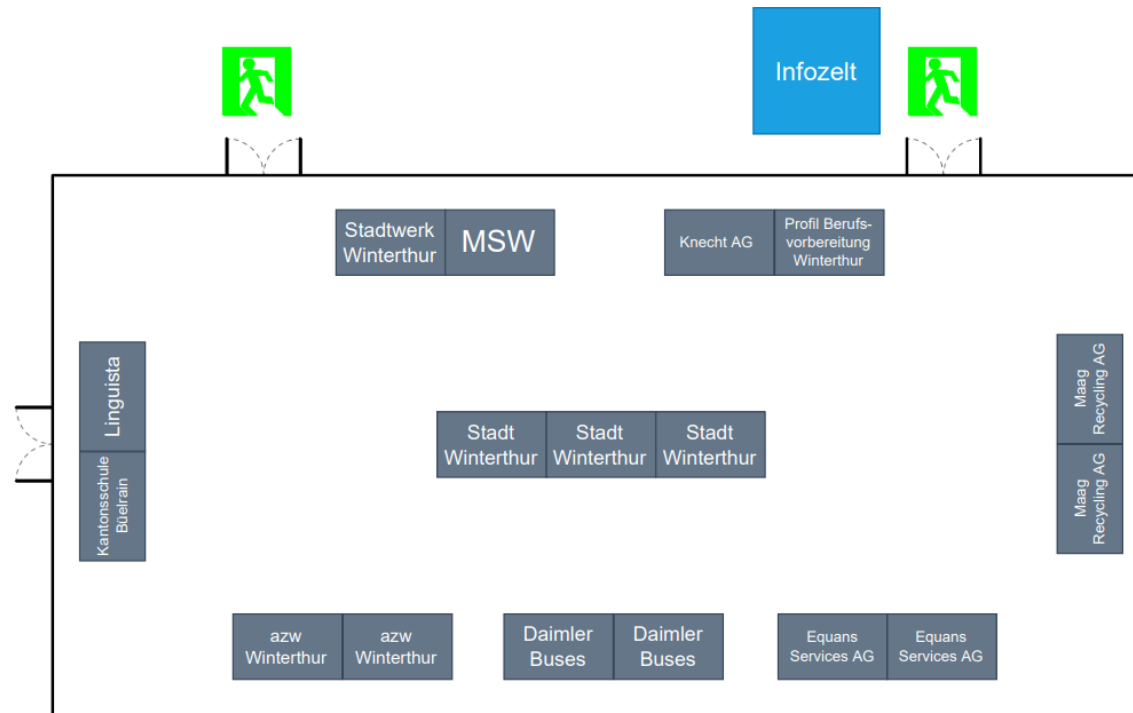 Infozelt
Stadtwerk
Winterthur
MSW
Knecht AG
Profil Berufs-
vorbereitung
Winterthur
Linguista
Kantonsschule
Büelrain
Stadt
Winterthur
Stadt
Winterthur
Stadt
Winterthur
Maag
Recycling AG
Maag
Recycling AG
azw
Winterthur
azw
Winterthur
Daimler
Buses
Daimler
Buses
Equans
Services AG
Equans
Services AG